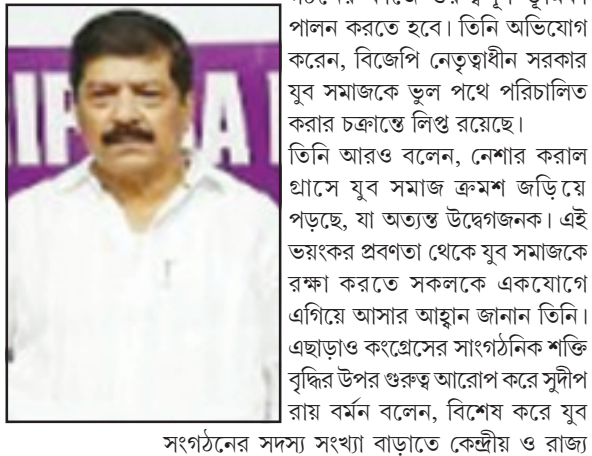 পালন করতে হবে। তিনি অভিযোগ
করেন, বিজেপি নেতৃত্বাধীন সরকার
যুব সমাজকে ভুল পথে পরিচালিত
করার চক্রান্তে লিপ্ত রয়েছে।
তিনি আরও বলেন, নেশার করাল
গ্রাসে যুব সমাজ ক্রমশ জড়িয়ে
পড়ছে, যা অত্যন্ত উদ্বেগজনক। এই
ভয়ংকর প্রবণতা থেকে যুব সমাজকে
রক্ষা করতে সকলকে একযোগে
এগিয়ে আসার আহ্বান জানান তিনি।
এছাড়াও কংগ্রেসের সাংগঠনিক শক্তি
বৃদ্ধির উপর গুরুত্ব আরোপ করে সুদীপ
রায় বর্মন বলেন, বিশেষ করে যুব
সংগঠনের সদস্য সংখ্যা বাড়াতে কেন্দ্রীয় ও রাজ্য